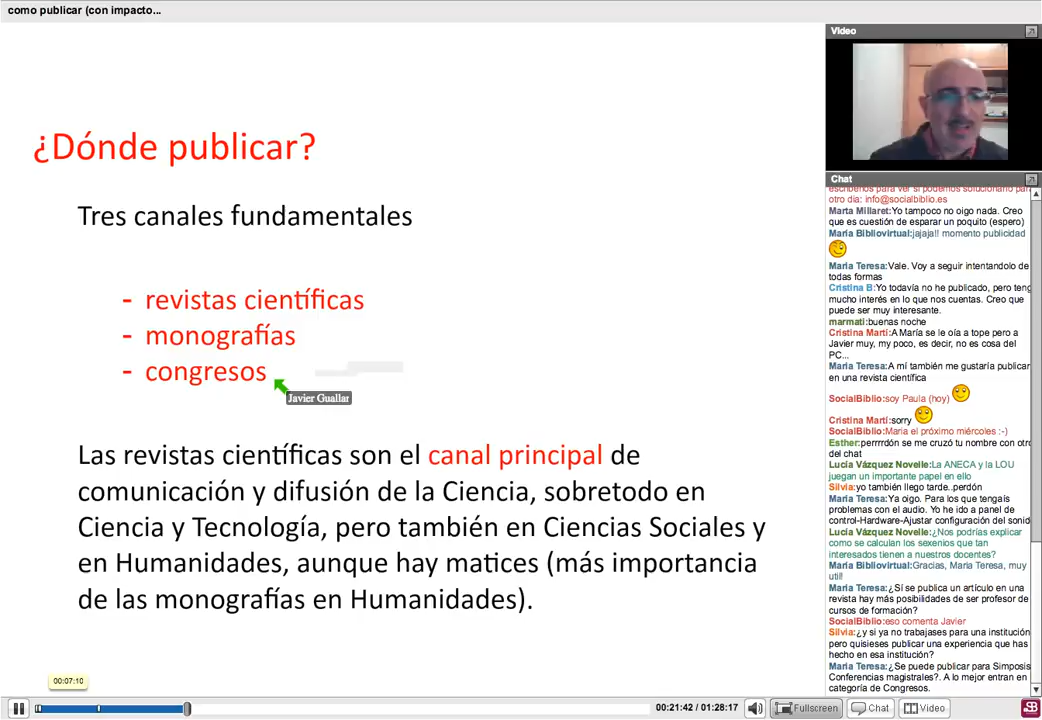 como publicar (con impacto...
¿Dónde publicar?
Tres canales fundamentales
- revistas científicas
- monografías
- congresos
Javier Guallar
Las revistas científicas son el canal principal de
comunicación y difusión de la Ciencia, sobretodo en
Ciencia y Tecnología, pero también en Ciencias Sociales y
en Humanidades, aunque hay matices (más importancia
de las monografías en Humanidades).
Video
Chat
escríbenos para ver si podemos solucionarlo para
otro día: info@socialbiblio.es
Marta Millaret:Yo tampoco no oigo nada. Creo
que es cuestión de esparar un poquito (espero)
María Bibliovirtual:jajaja!! momento publicidad
María Teresa:Vale. Voy a seguir intentandolo de
todas formas
Cristina B:Yo todavía no he publicado, pero teng
mucho interés en lo que nos cuentas. Creo que
puede ser muy interesante.
marmati:buenas noche
Cristina Martí:A María se le oía a tope pero a
Javier muy, my poco, es decir, no es cosa del
PC...
María Teresa:A mí también me gustaría publicar
en una revista científica
SocialBiblio:soy Paula (hoy)
Cristina Martí:sorry
SocialBiblio:Maria el próximo miércoles :-)
Esther:perrrrdón se me cruzó tu nombre con otro
del chat
Lucía Vázquez Novelle:La ANECA y la LOU
juegan un importante papel en ello
Silvia:yo también llego tarde..perdón
María Teresa:Ya oigo. Para los que tengaís
problemas con el audio. Yo he ido a panel de
control-Hardware-Ajustar configuración del sonid
Lucía Vázquez Novelle:¿Nos podrías explicar
como se calculan los sexenios que tan
interesados tienen a nuestros docentes?
María Bibliovirtual:Gracias, María Teresa, muy
util!
María Teresa:¿Si se publica un artículo en una
revista hay más posibilidades de ser profesor de
cursos de formación?
SocialBiblio:eso comenta Javier
Silvia:¿y si ya no trabajases para una institución
pero quisieses publicar una experiencia que has
hecho en esa institución?
María Teresa:¿Se puede publicar para Simposis
Conferencias magistrales?. A lo mejor entran en
categoría de Congresos.
00:07:10
00:21:42 / 01:28:17
Fullscreen
Chat
Video
SB